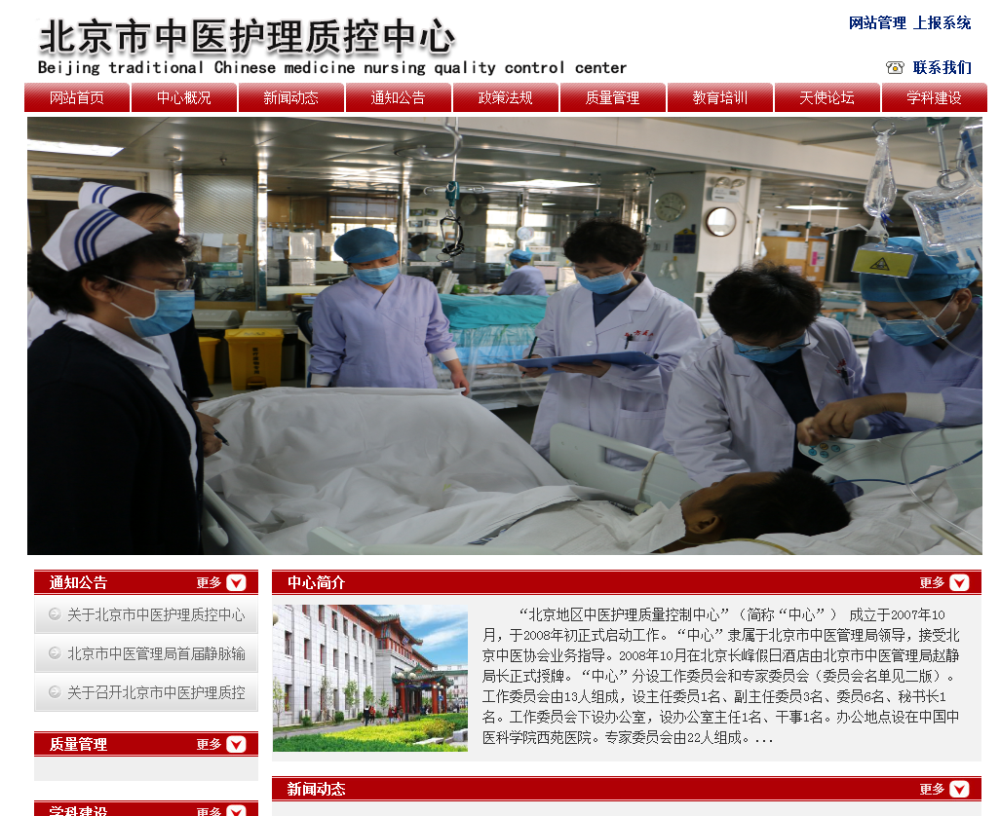 网站管理 上报系统
北京市中医护理质控中心
Beijing traditional Chinese medicine nursing quality control center
联系我们
网站首页 中心概况 新闻动态 通知公告 政策法规 质量管理 教育培训 天使论坛 学科建设
通知公告 更多
关于北京市中医护理质控中心
北京市中医管理局首届静脉输
关于召开北京市中医护理质控
质量管理 更多
学科建设 更多
中心简介 更多
“北京地区中医护理质量控制中心”（简称“中心”） 成立于2007年10
月，于2008年初正式启动工作。“中心”隶属于北京市中医管理局领导，接受北
京中医协会业务指导。2008年10月在北京长峰假日酒店由北京市中医管理局赵静
局长正式授牌。“中心”分设工作委员会和专家委员会（委员会名单见二版）。
工作委员会由13人组成，设主任委员1名、副主任委员3名、委员6名、秘书长1
名。工作委员会下设办公室，设办公室主任1名、干事1名。办公地点设在中国中
医科学院西苑医院。专家委员会由22人组成。...
新闻动态 更多